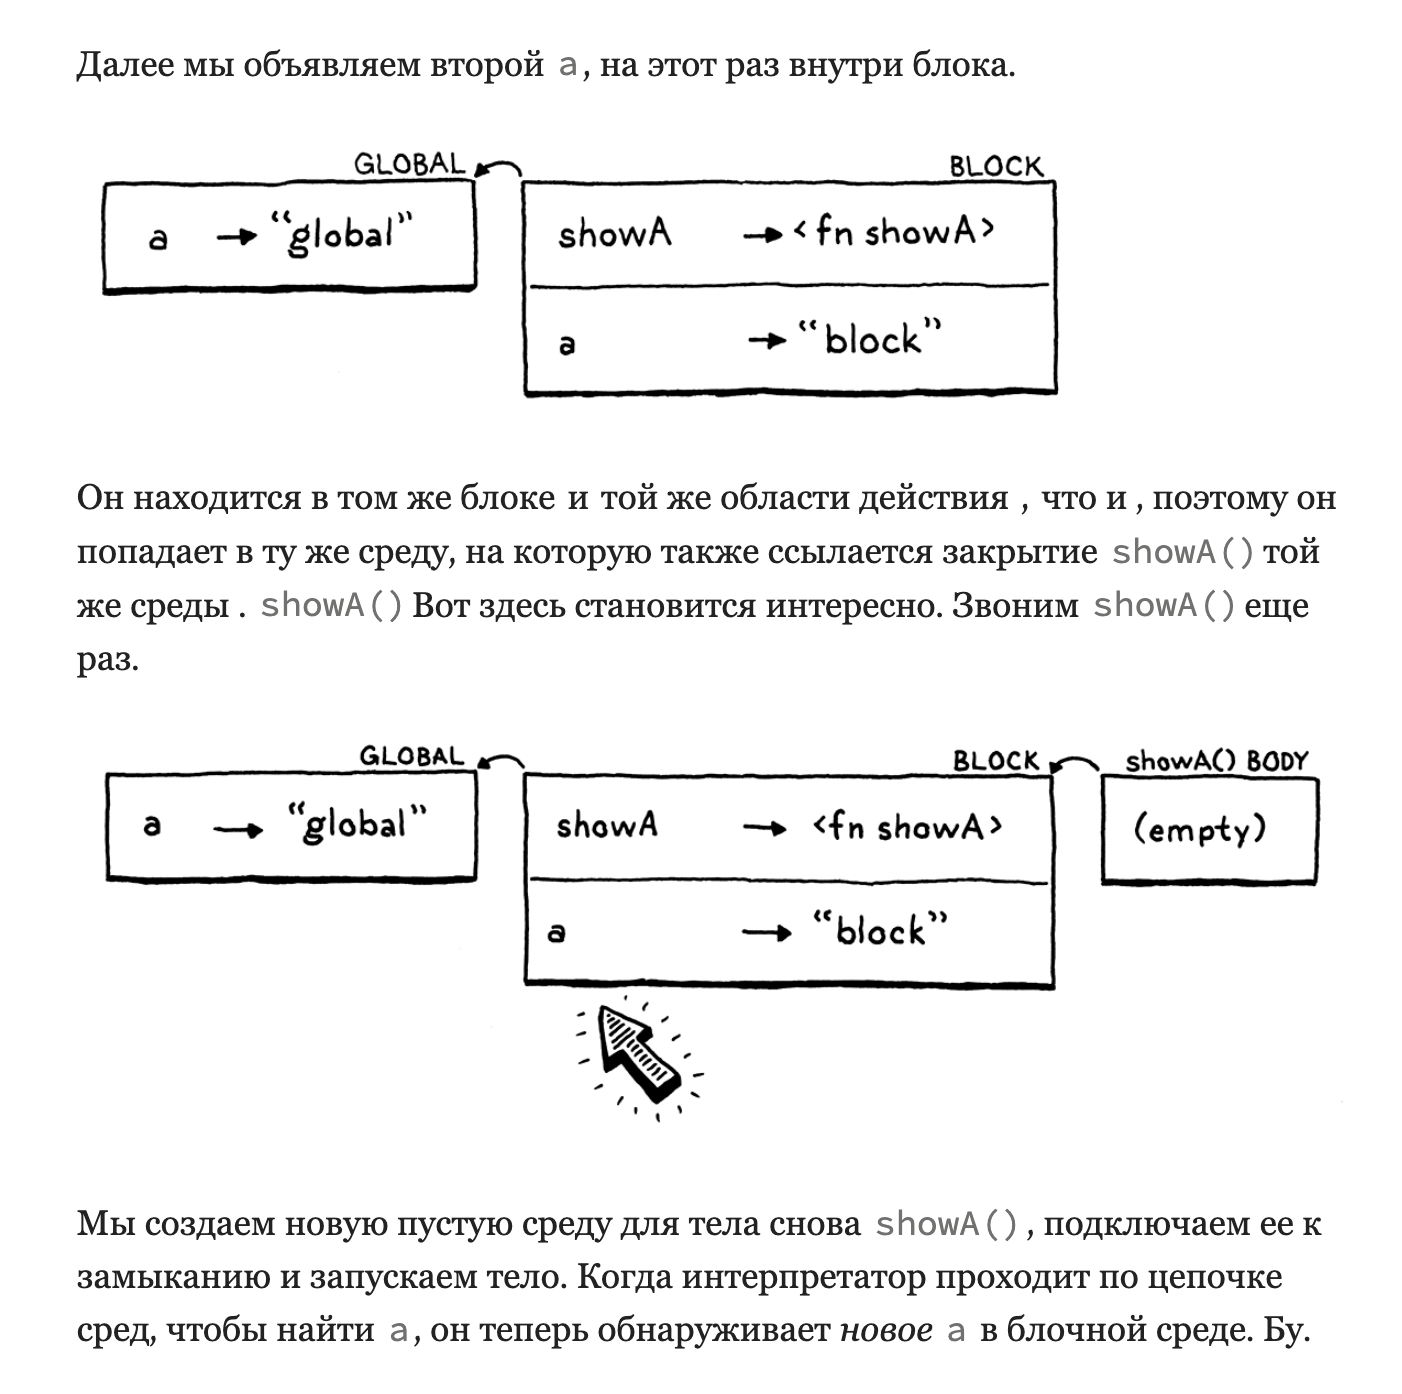 Далее мы объявляем второй a, на этот раз внутри блока.
GLOBAL BLOCK
a → “global” showA → <fn showA>
a → “block”
Он находится в том же блоке и той же области действия , что и , поэтому он
попадает в ту же среду, на которую также ссылается закрытие showA() той
же среды . showA() Вот здесь становится интересно. Звоним showA() еще
раз.
GLOBAL BLOCK showA() BODY
a → “global” showA → <fn showA> (empty)
a → “block”
Мы создаем новую пустую среду для тела снова showA() , подключаем ее к
замыканию и запускаем тело. Когда интерпретатор проходит по цепочке
сред, чтобы найти a, он теперь обнаруживает новое a в блочной среде. Бу.